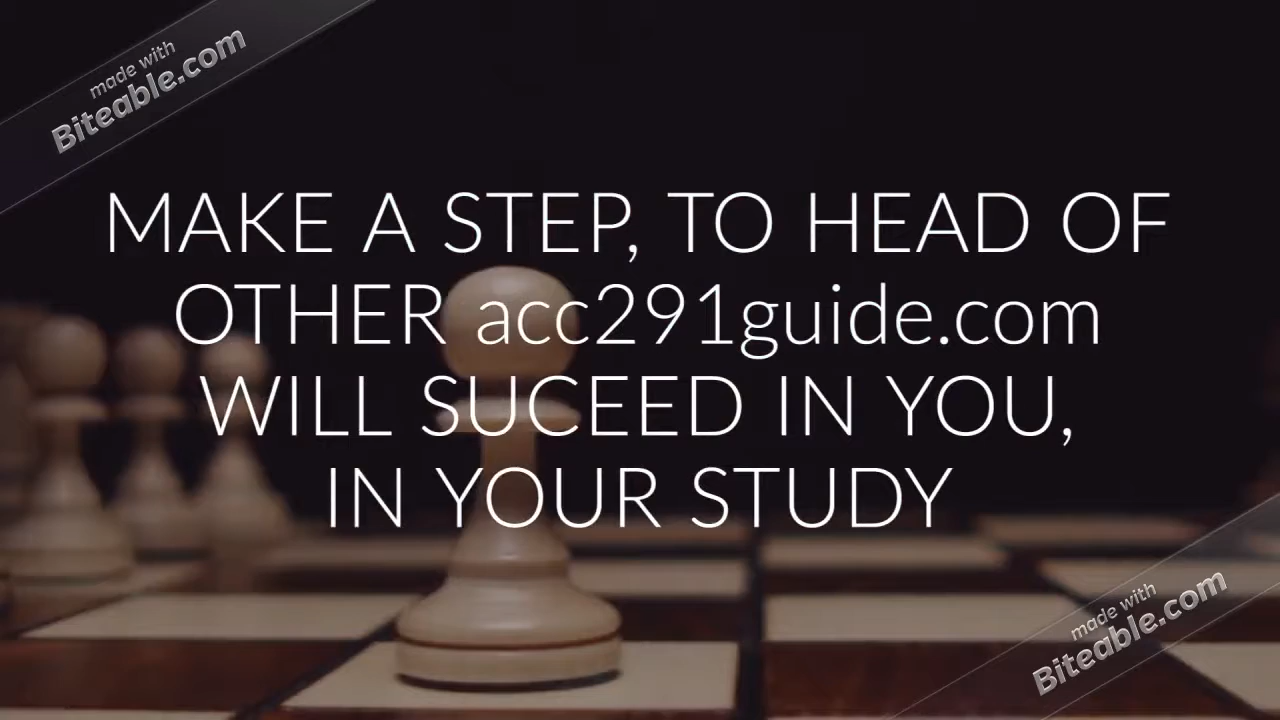 made with
Biteable.com
MAKE A STEP, TO HEAD OF
OTHER acc291guide.com
WILL SUCEED IN YOU,
IN YOUR STUDY
made with
Biteable.com